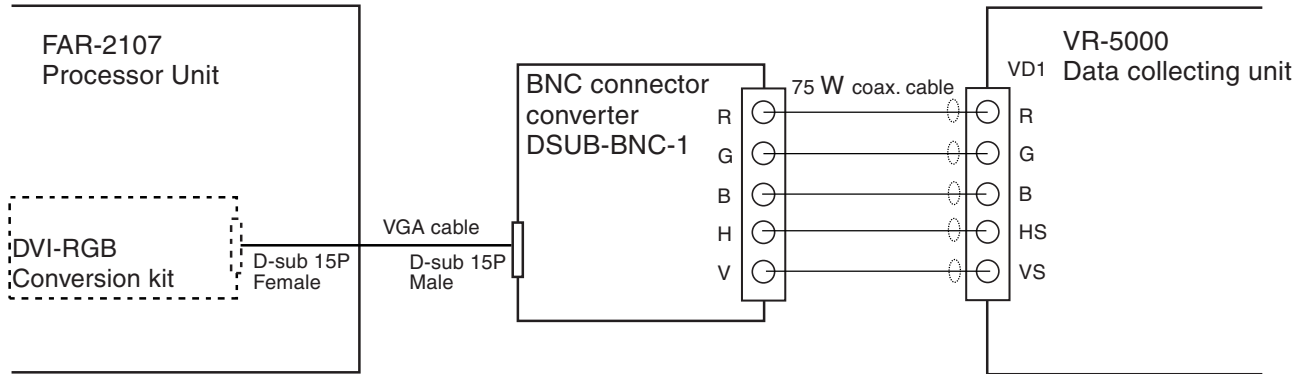 FAR-2107
Processor Unit
DVI-RGB
Conversion kit
VGA cable
D-sub 15P
Female
D-sub 15P
Male
BNC connector
converter
DSUB-BNC-1
R
G
B
H
V
75 W coax. cable
VR-5000
VD1 Data collecting unit
R
G
B
HS
VS